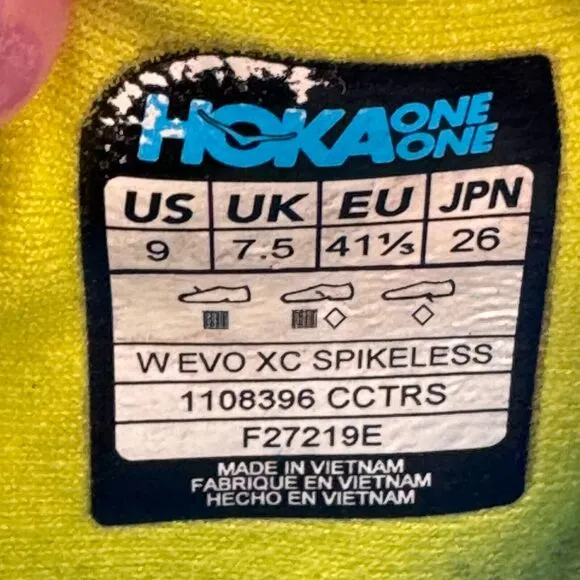 HOKA ONE ONE
US UK EU JPN
9 7.5 41⅓ 26
W EVO XC SPIKELESS
1108396 CCTRS
F27219E
MADE IN VIETNAM
FABRIQUE EN VIETNAM
HECHO EN VIETNAM